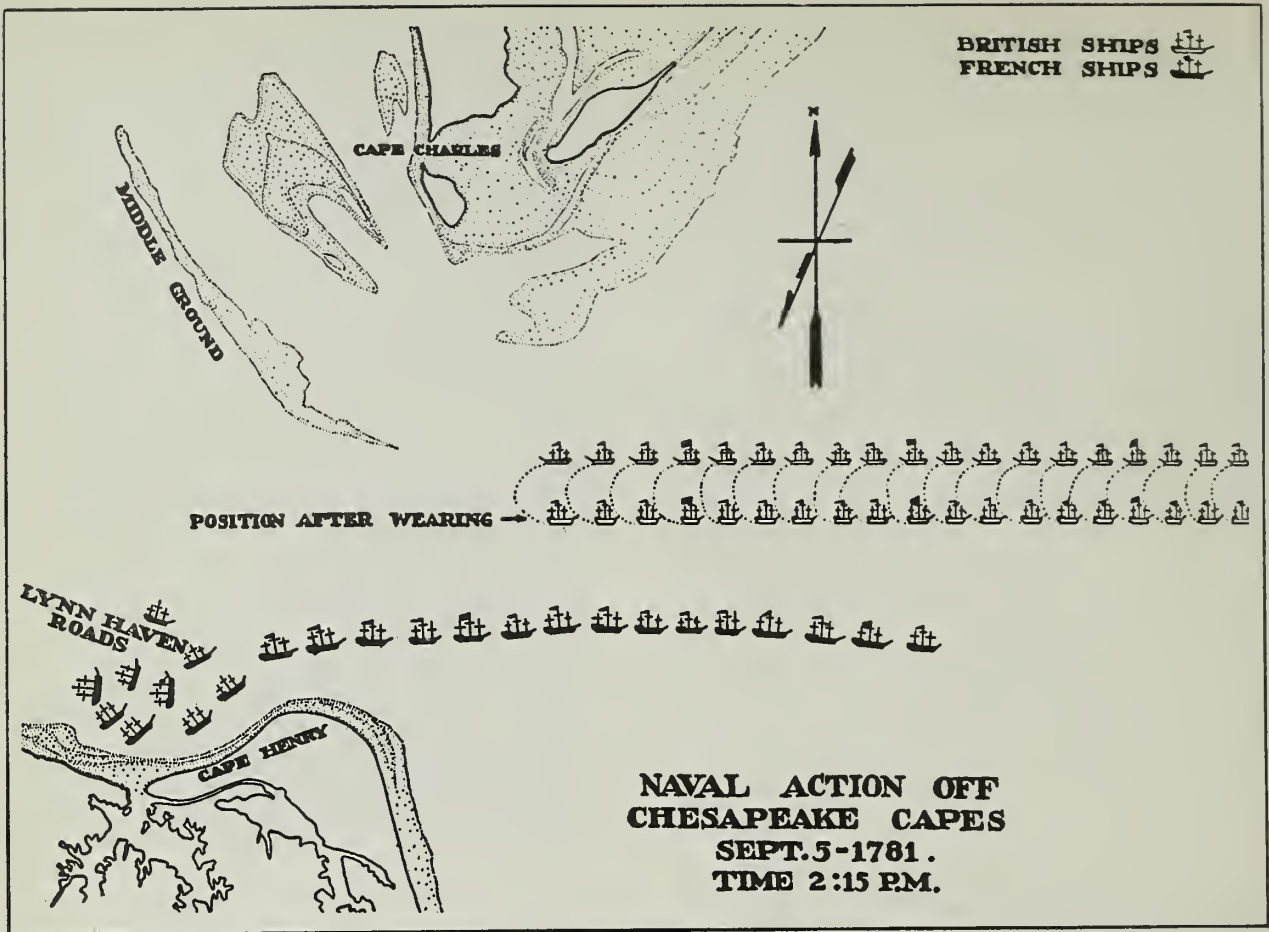 BRITISH SHIPS
FRENCH SHIPS
N
CAPE CHARLES
MIDDLE GROUND
POSITION AFTER WEARING
LYNN HAVEN
ROADS
CAPE HENRY
NAVAL ACTION OFF
CHESAPEAKE CAPES
SEPT. 5-1781.
TIME 2:15 P.M.